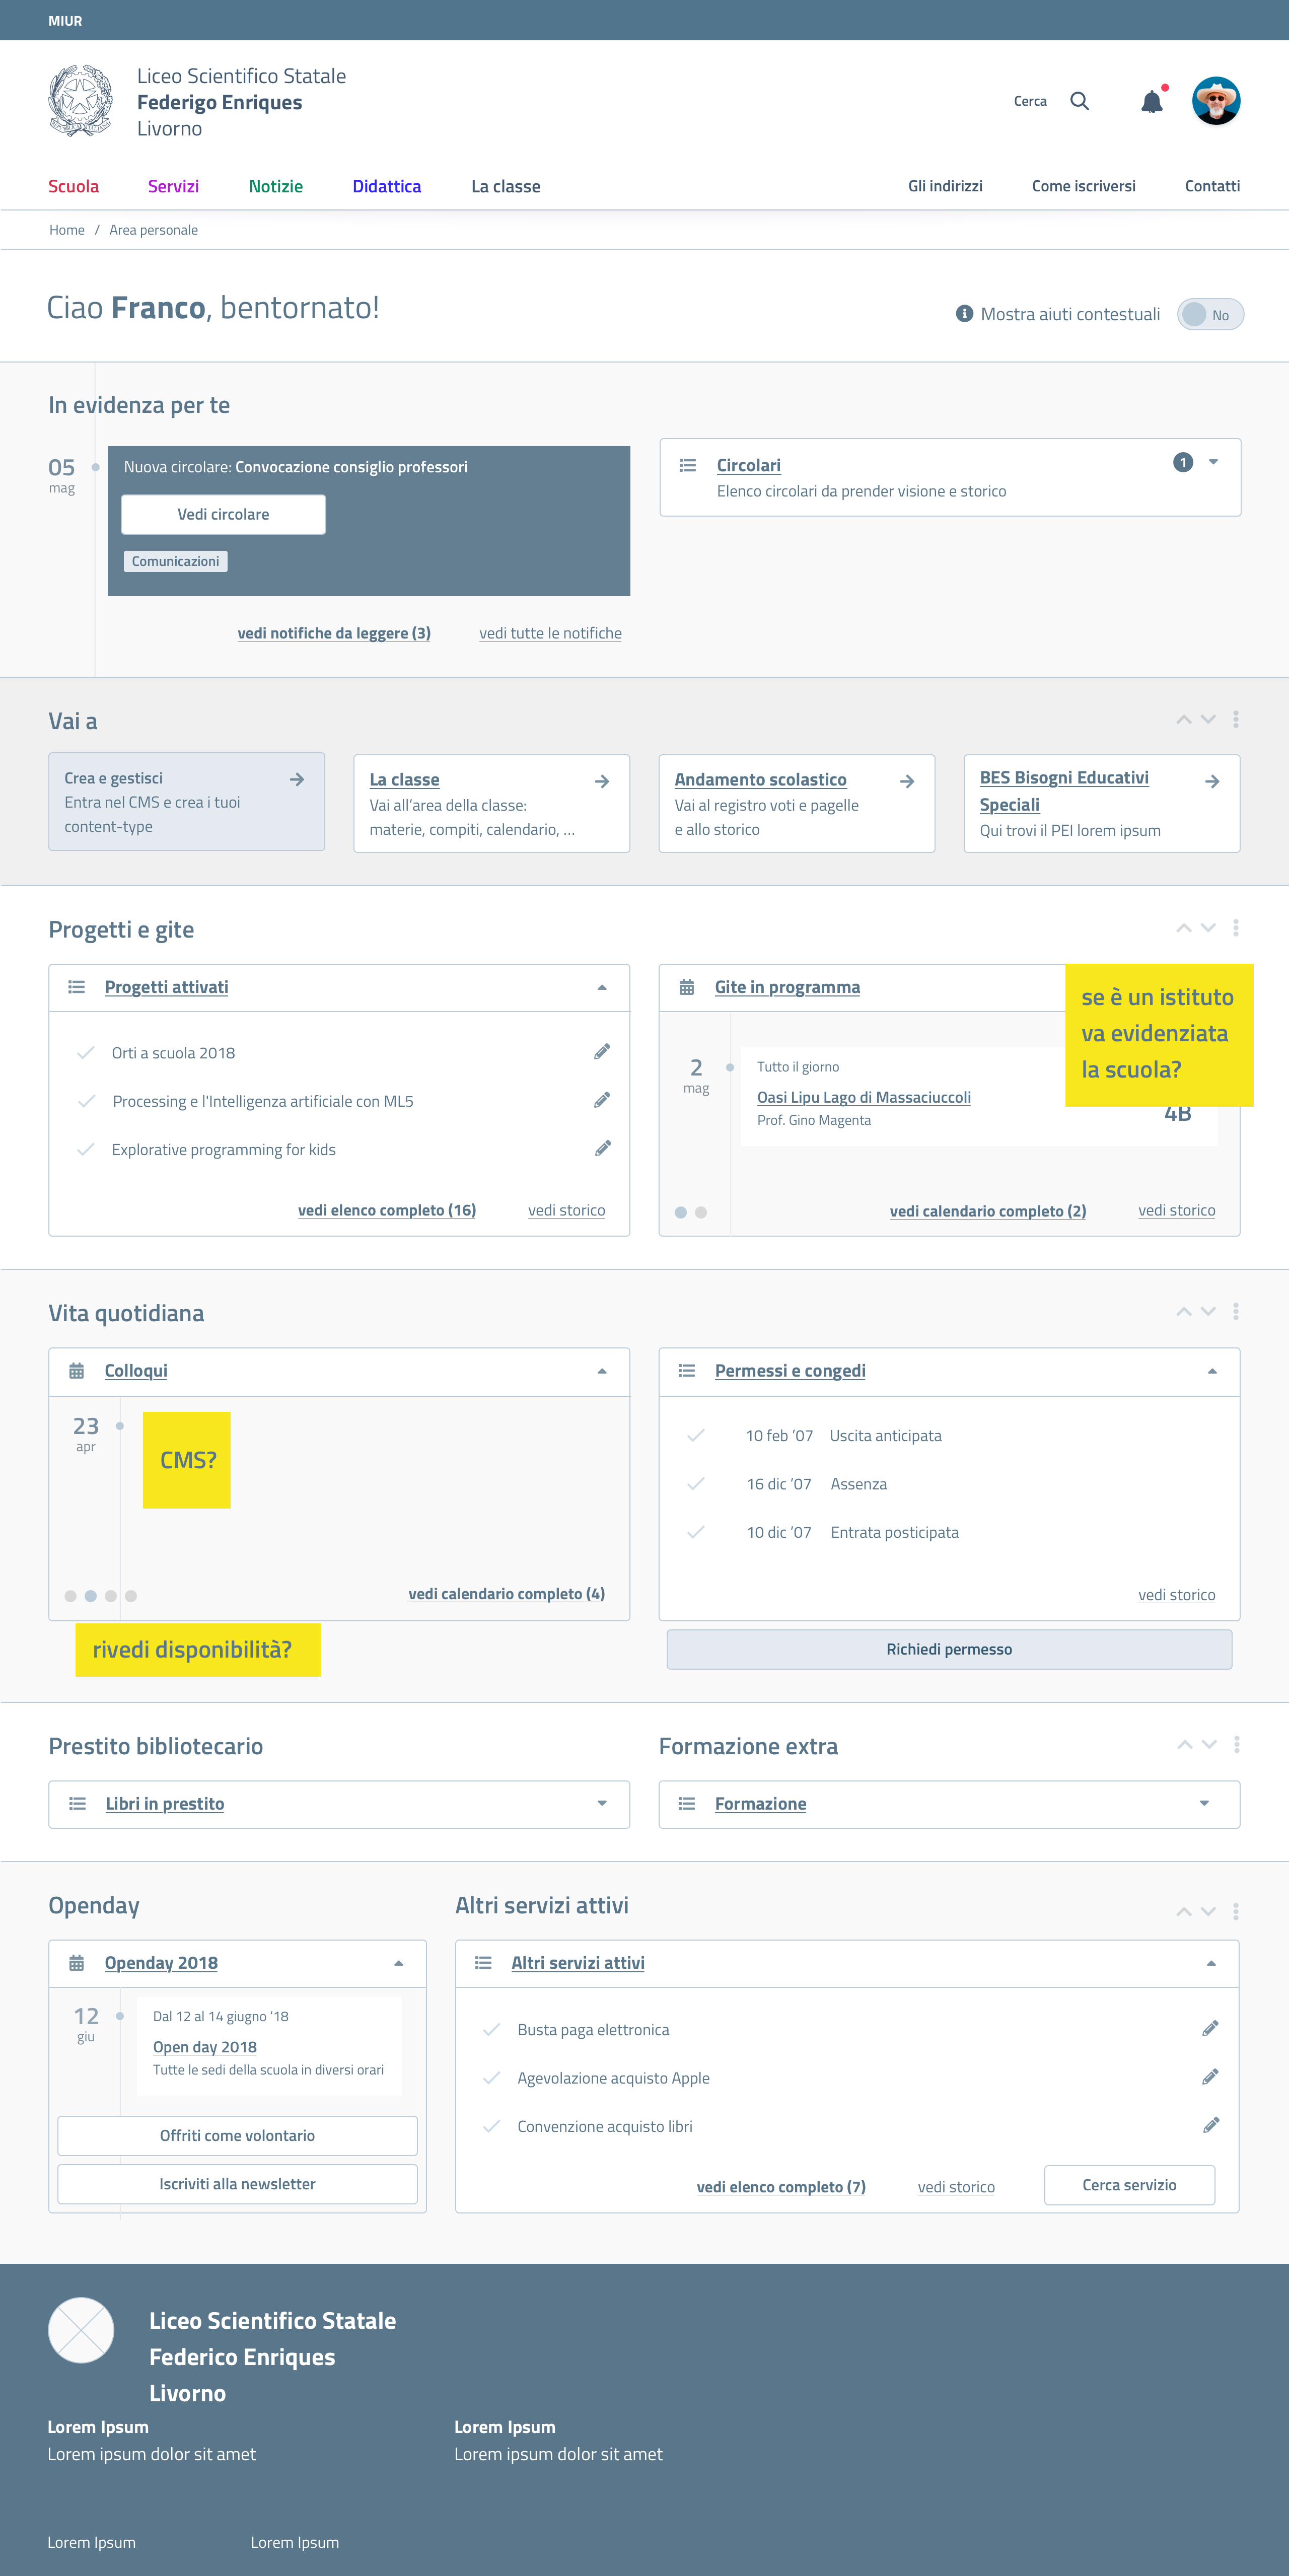 MIUR
Liceo Scientifico Statale
Federigo Enriques
Livorno
Cerca
Scuola
Servizi
Notizie
Didattica
La classe
Gli indirizzi
Come iscriversi
Contatti
Home / Area personale
Ciao Franco, bentornato!
Mostra aiuti contestuali
No
In evidenza per te
05
mag
Nuova circolare: Convocazione consiglio professori
Vedi circolare
Comunicazioni
vedi notifiche da leggere (3)
vedi tutte le notifiche
Circolari
1
Elenco circolari da prender visione e storico
Vai a
Crea e gestisci
Entra nel CMS e crea i tuoi
content-type
La classe
Vai all’area della classe:
materie, compiti, calendario, ...
Andamento scolastico
Vai al registro voti e pagelle
e allo storico
BES Bisogni Educativi
Speciali
Qui trovi il PEI lorem ipsum
Progetti e gite
Progetti attivati
Orti a scuola 2018
Processing e l'Intelligenza artificiale con ML5
Explorative programming for kids
vedi elenco completo (16)
vedi storico
Gite in programma
se è un istituto
va evidenziata
la scuola?
2
mag
Tutto il giorno
Oasi Lipu Lago di Massaciuccoli
Prof. Gino Magenta
4B
vedi calendario completo (2)
vedi storico
Vita quotidiana
Colloqui
23
apr
CMS?
vedi calendario completo (4)
rivedi disponibilità?
Permessi e congedi
10 feb ’07 Uscita anticipata
16 dic ’07 Assenza
10 dic ’07 Entrata posticipata
vedi storico
Richiedi permesso
Prestito bibliotecario
Libri in prestito
Formazione extra
Formazione
Openday
Openday 2018
12
giu
Dal 12 al 14 giugno ’18
Open day 2018
Tutte le sedi della scuola in diversi orari
Offriti come volontario
Iscriviti alla newsletter
Altri servizi attivi
Altri servizi attivi
Busta paga elettronica
Agevolazione acquisto Apple
Convenzione acquisto libri
vedi elenco completo (7)
vedi storico
Cerca servizio
Liceo Scientifico Statale
Federico Enriques
Livorno
Lorem Ipsum
Lorem ipsum dolor sit amet
Lorem Ipsum
Lorem ipsum dolor sit amet
Lorem Ipsum
Lorem Ipsum